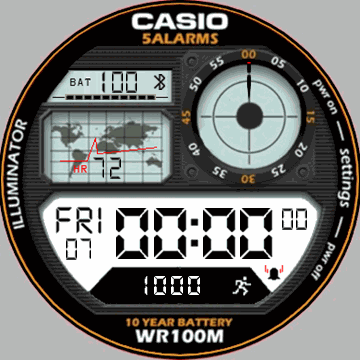 CASIO
5ALARMS
BAT 100
00
05
10
15
20
25
30
35
40
45
50
55
HR 72
ILLUMINATOR
pwr on — settings — pwr off
FRI 00:00 00
07
1000
10 YEAR BATTERY
WR100M